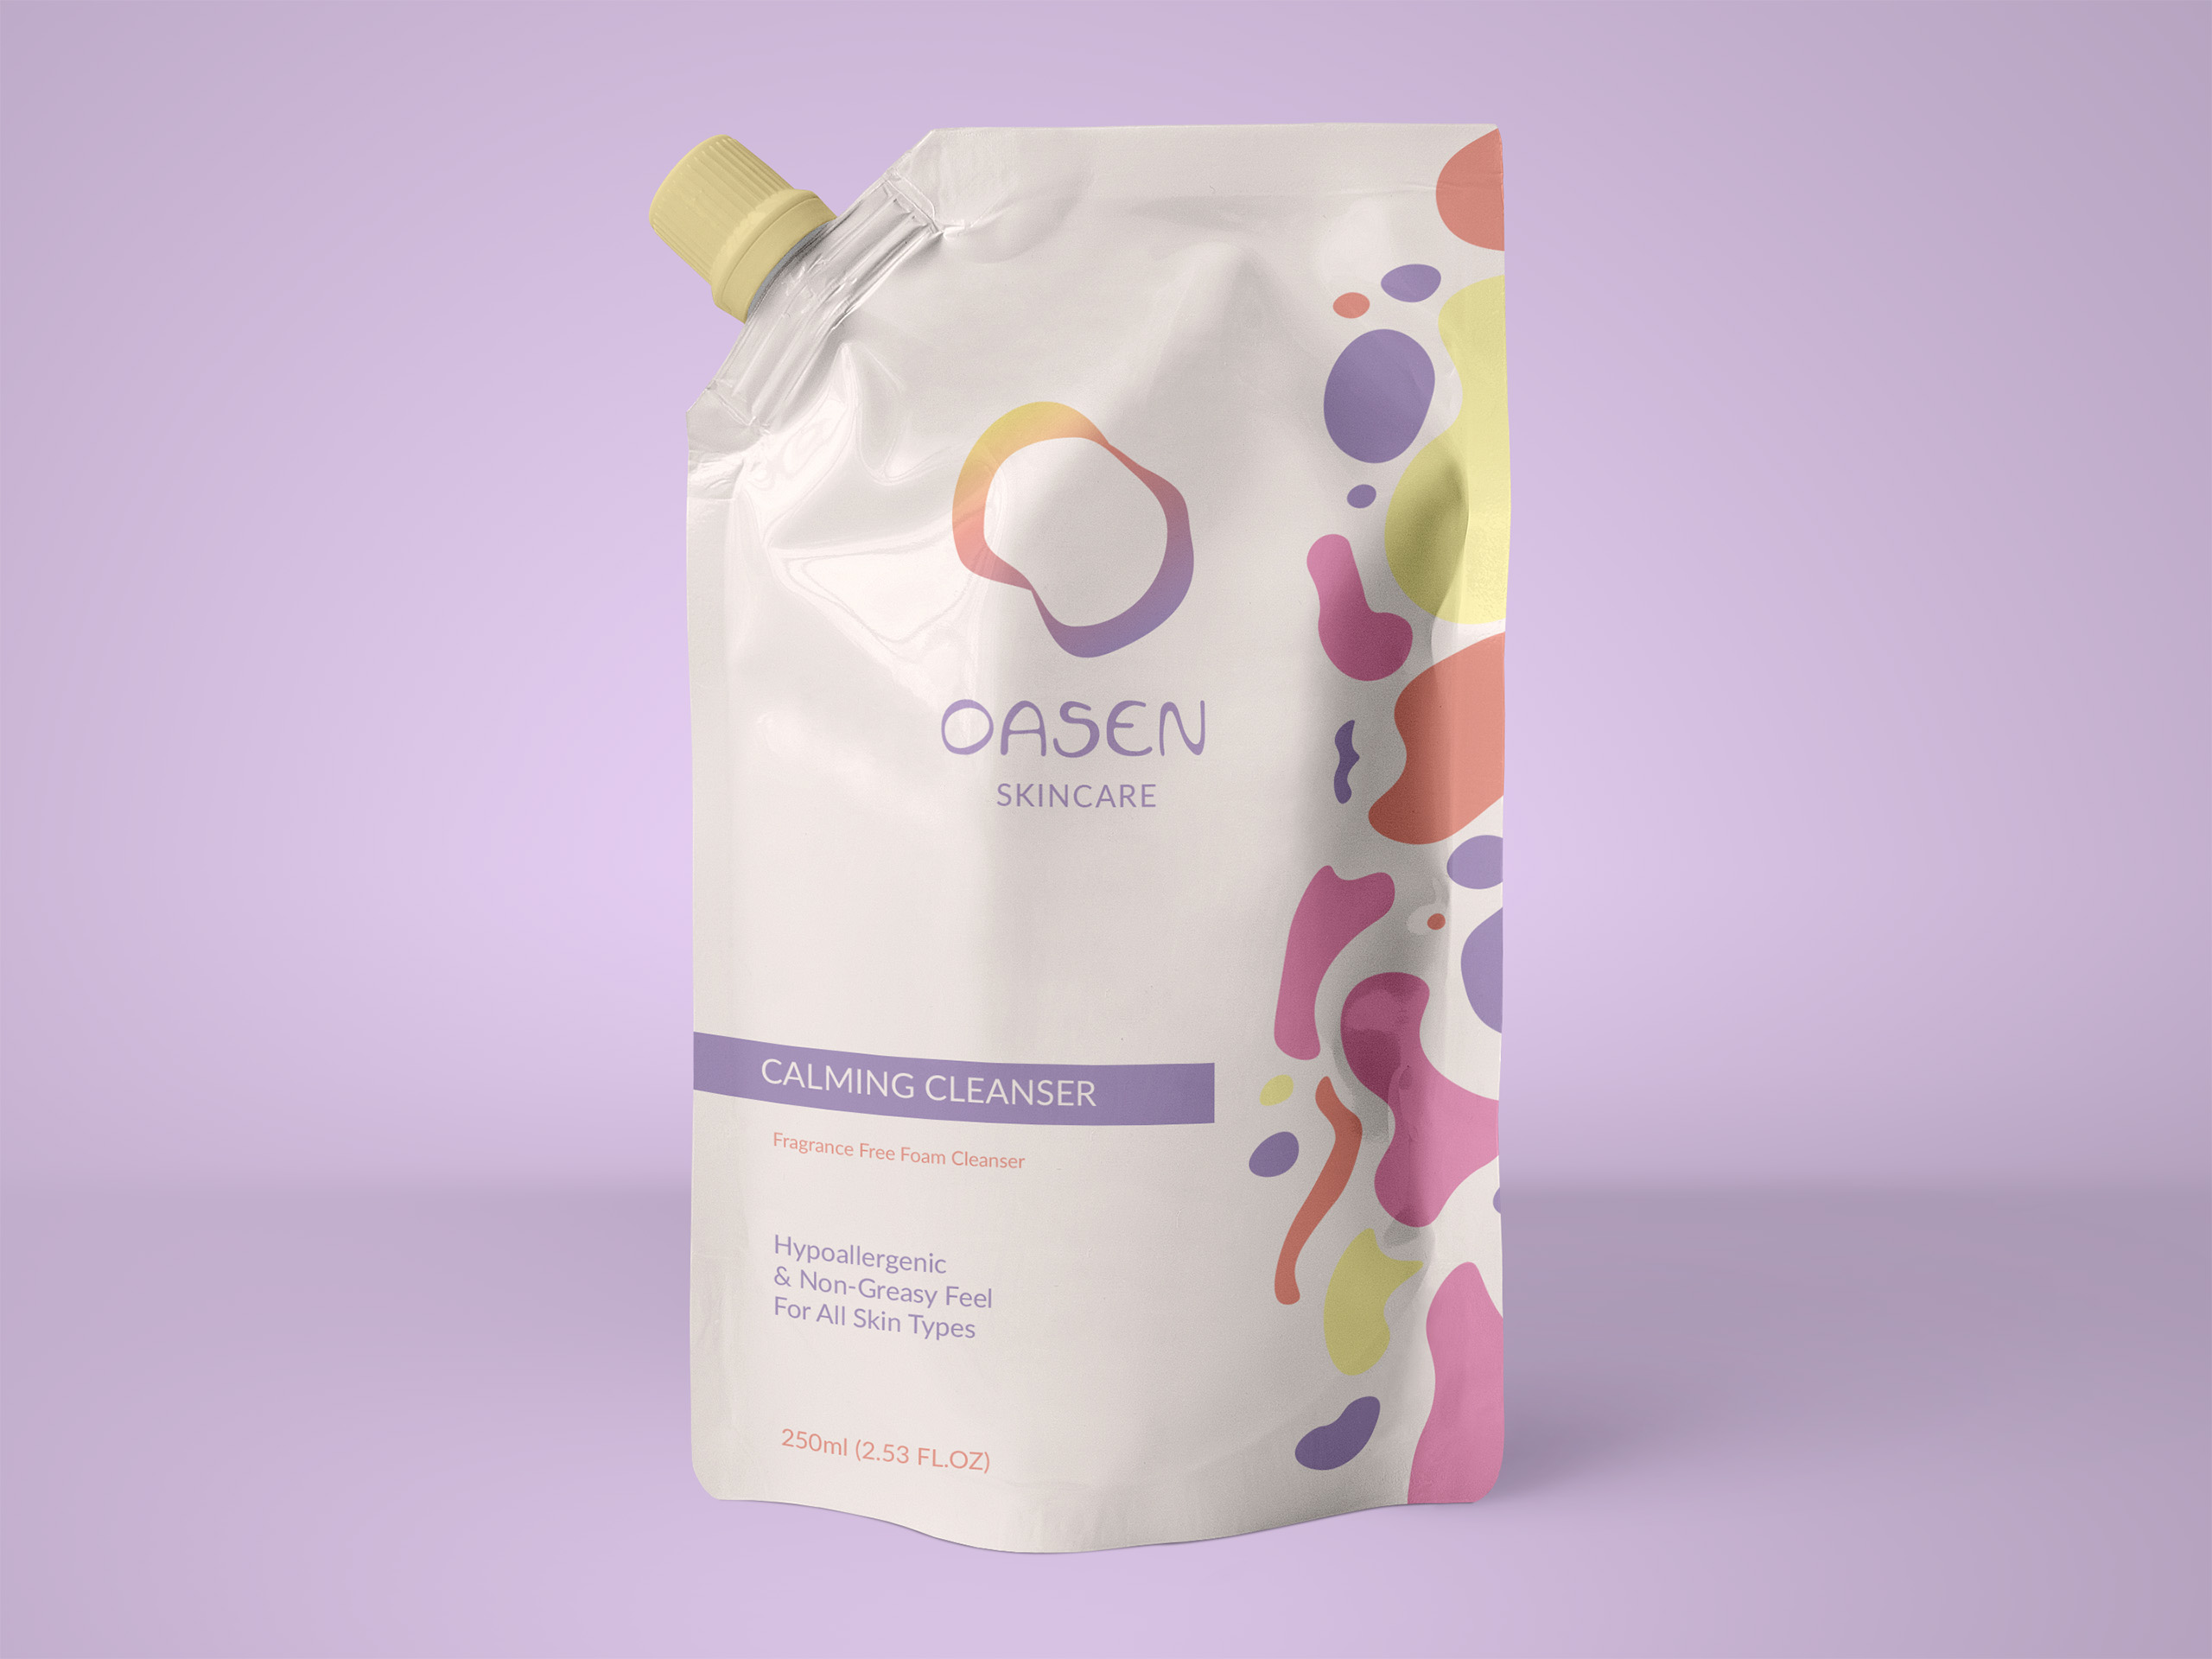 OASEN
SKINCARE
CALMING CLEANSER
Fragrance Free Foam Cleanser
Hypoallergenic
& Non-Greasy Feel
For All Skin Types
250ml (2.53 FL.OZ)